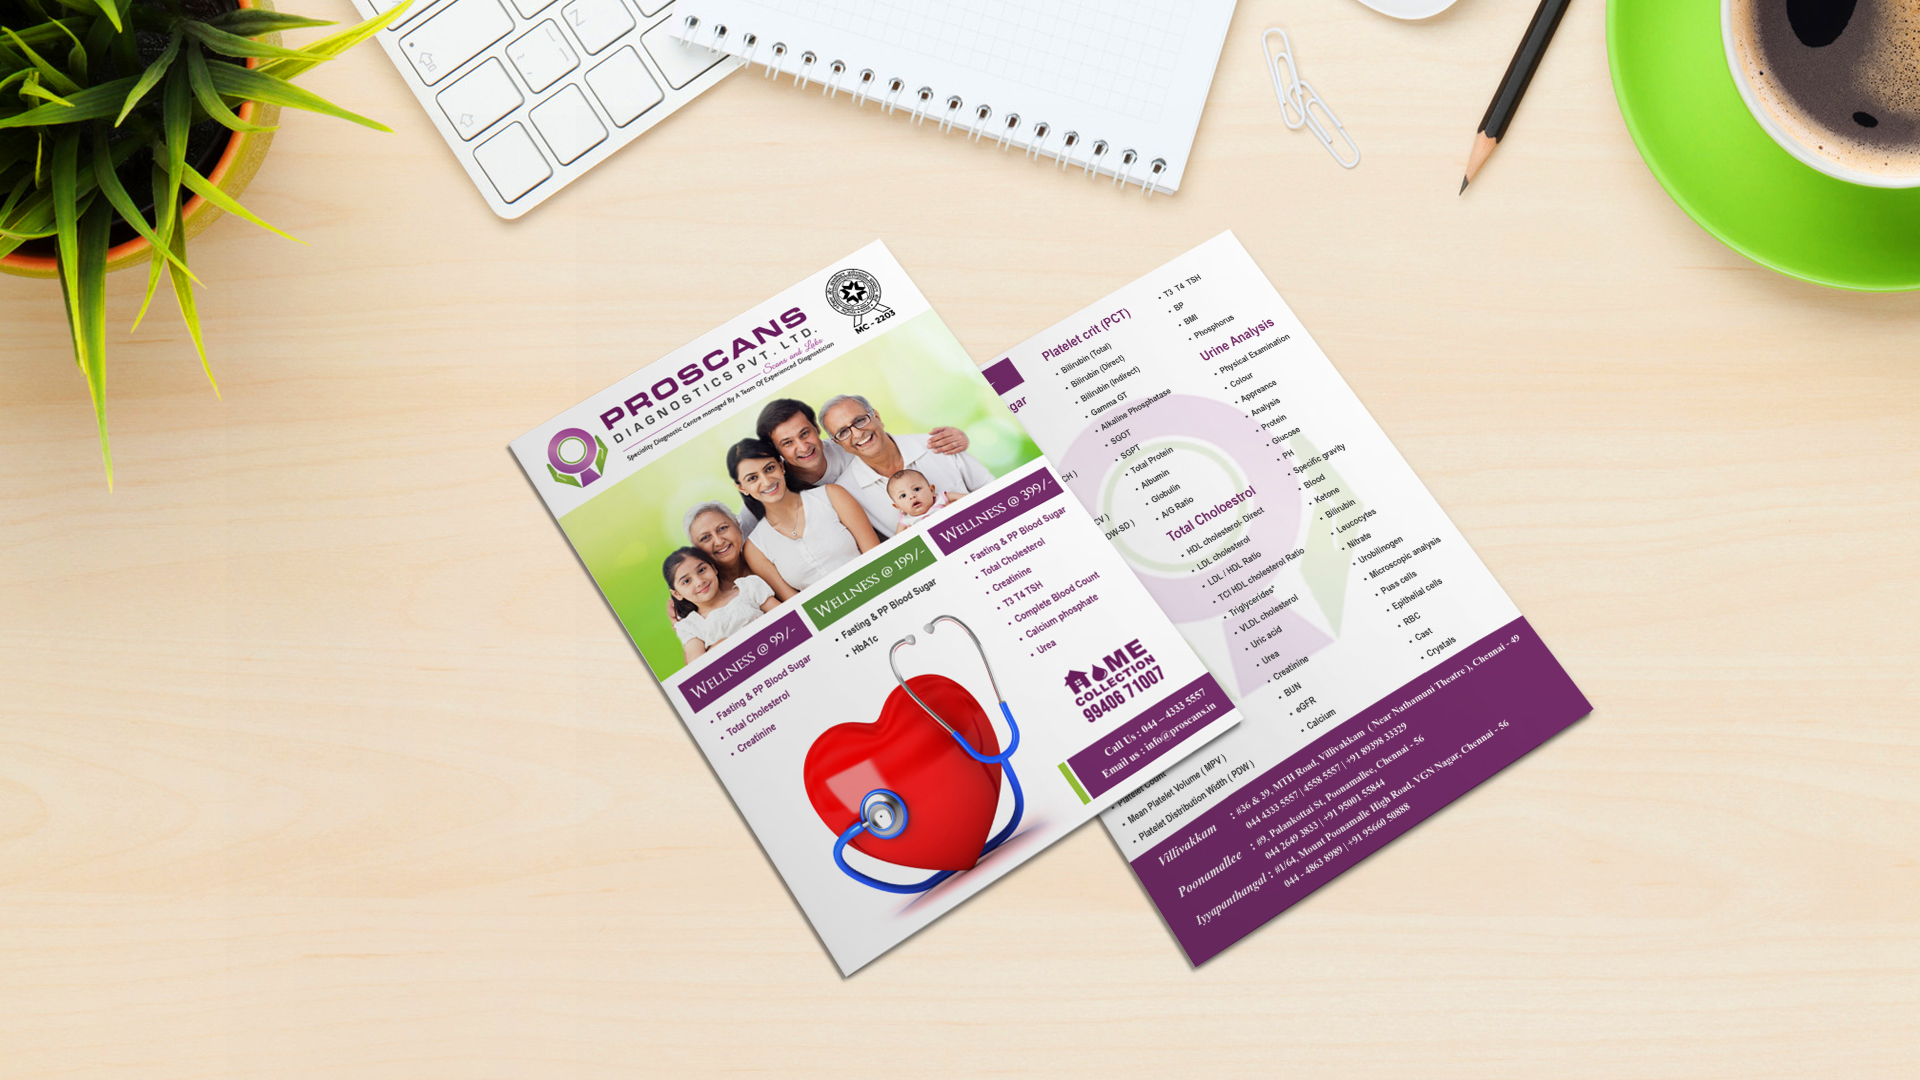 PROSCANS
DIAGNOSTICS PVT. LTD.
Scans and Labs
Speciality Diagnostic Centre managed By A Team Of Experienced Diagnostician
MC - 2203
WELLNESS @ 99/-
• Fasting & PP Blood Sugar
• Total Cholesterol
• Creatinine
WELLNESS @ 199/-
• Fasting & PP Blood Sugar
• HbA1c
WELLNESS @ 399/-
• Fasting & PP Blood Sugar
• Total Cholesterol
• Creatinine
• T3 T4 TSH
• Complete Blood Count
• Calcium phosphate
• Urea
HOME
COLLECTION
99406 71007
Call Us : 044 – 4333 5557
Email us : info@proscans.in
gar
CH )
CV )
DW-SD )
• Platelet Count
• Mean Platelet Volume ( MPV )
• Platelet Distribution Width ( PDW )
Platelet crit (PCT)
• Bilirubin (Total)
• Bilirubin (Direct)
• Bilirubin (Indirect)
• Gamma GT
• Alkaline Phosphatase
• SGOT
• SGPT
• Total Protein
• Albumin
• Globulin
• A/G Ratio
Total Choloestrol
• HDL cholesterol- Direct
• LDL cholesterol
• LDL / HDL Ratio
• TCI HDL cholesterol Ratio
• Triglycerides*
• VLDL cholesterol
• Uric acid
• Urea
• Creatinine
• BUN
• eGFR
• Calcium
• T3 T4 TSH
• BP
• BMI
• Phosphorus
Urine Analysis
• Physical Examination
• Colour
• Appreance
• Analysis
• Protein
• Glucose
• PH
• Specific gravity
• Blood
• Ketone
• Bilirubin
• Laucocytes
• Nitrate
• Urobilinogen
• Microscopic analysis
• Puss cells
• Epithelial cells
• RBC
• Cast
• Crystals
Villivakkam : #36 & 39, MTH Road, Villivakkam ( Near Nathamuni Theatre ), Chennai - 49
044 4333 5557 | 4558 5557 | +91 89398 33329
Poonamallee : #9, Palankottai St, Poonamallee, Chennai - 56
044 2649 3833 | +91 95001 55844
Iyyapanthangal : #1/64, Mount Poonamalle High Road, VGN Nagar, Chennai - 56
044 - 4863 8989 | +91 95660 50888